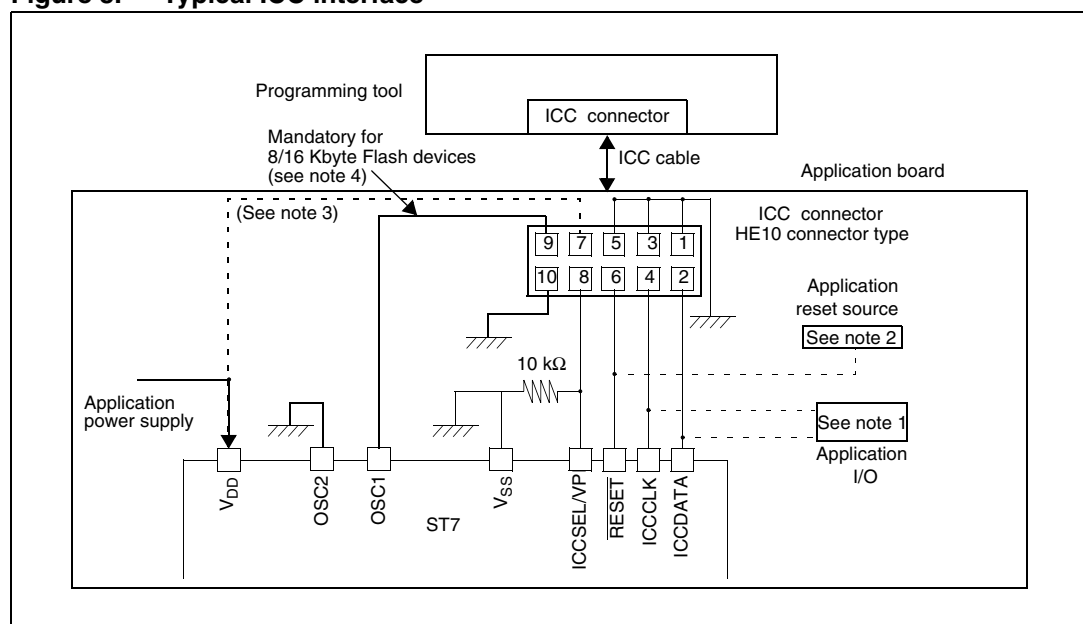 Figure 8. Typical ICC interface
Programming tool
ICC connector
Mandatory for
8/16 Kbyte Flash devices
(see note 4)
ICC cable
Application board
(See note 3)
ICC connector
HE10 connector type
9 7 5 3 1
10 8 6 4 2
Application
reset source
See note 2
10 kΩ
Application
power supply
See note 1
Application
I/O
VDD
OSC2
OSC1
VSS
ICCSEL/VPP
RESET
ICCCLK
ICCDATA
ST7